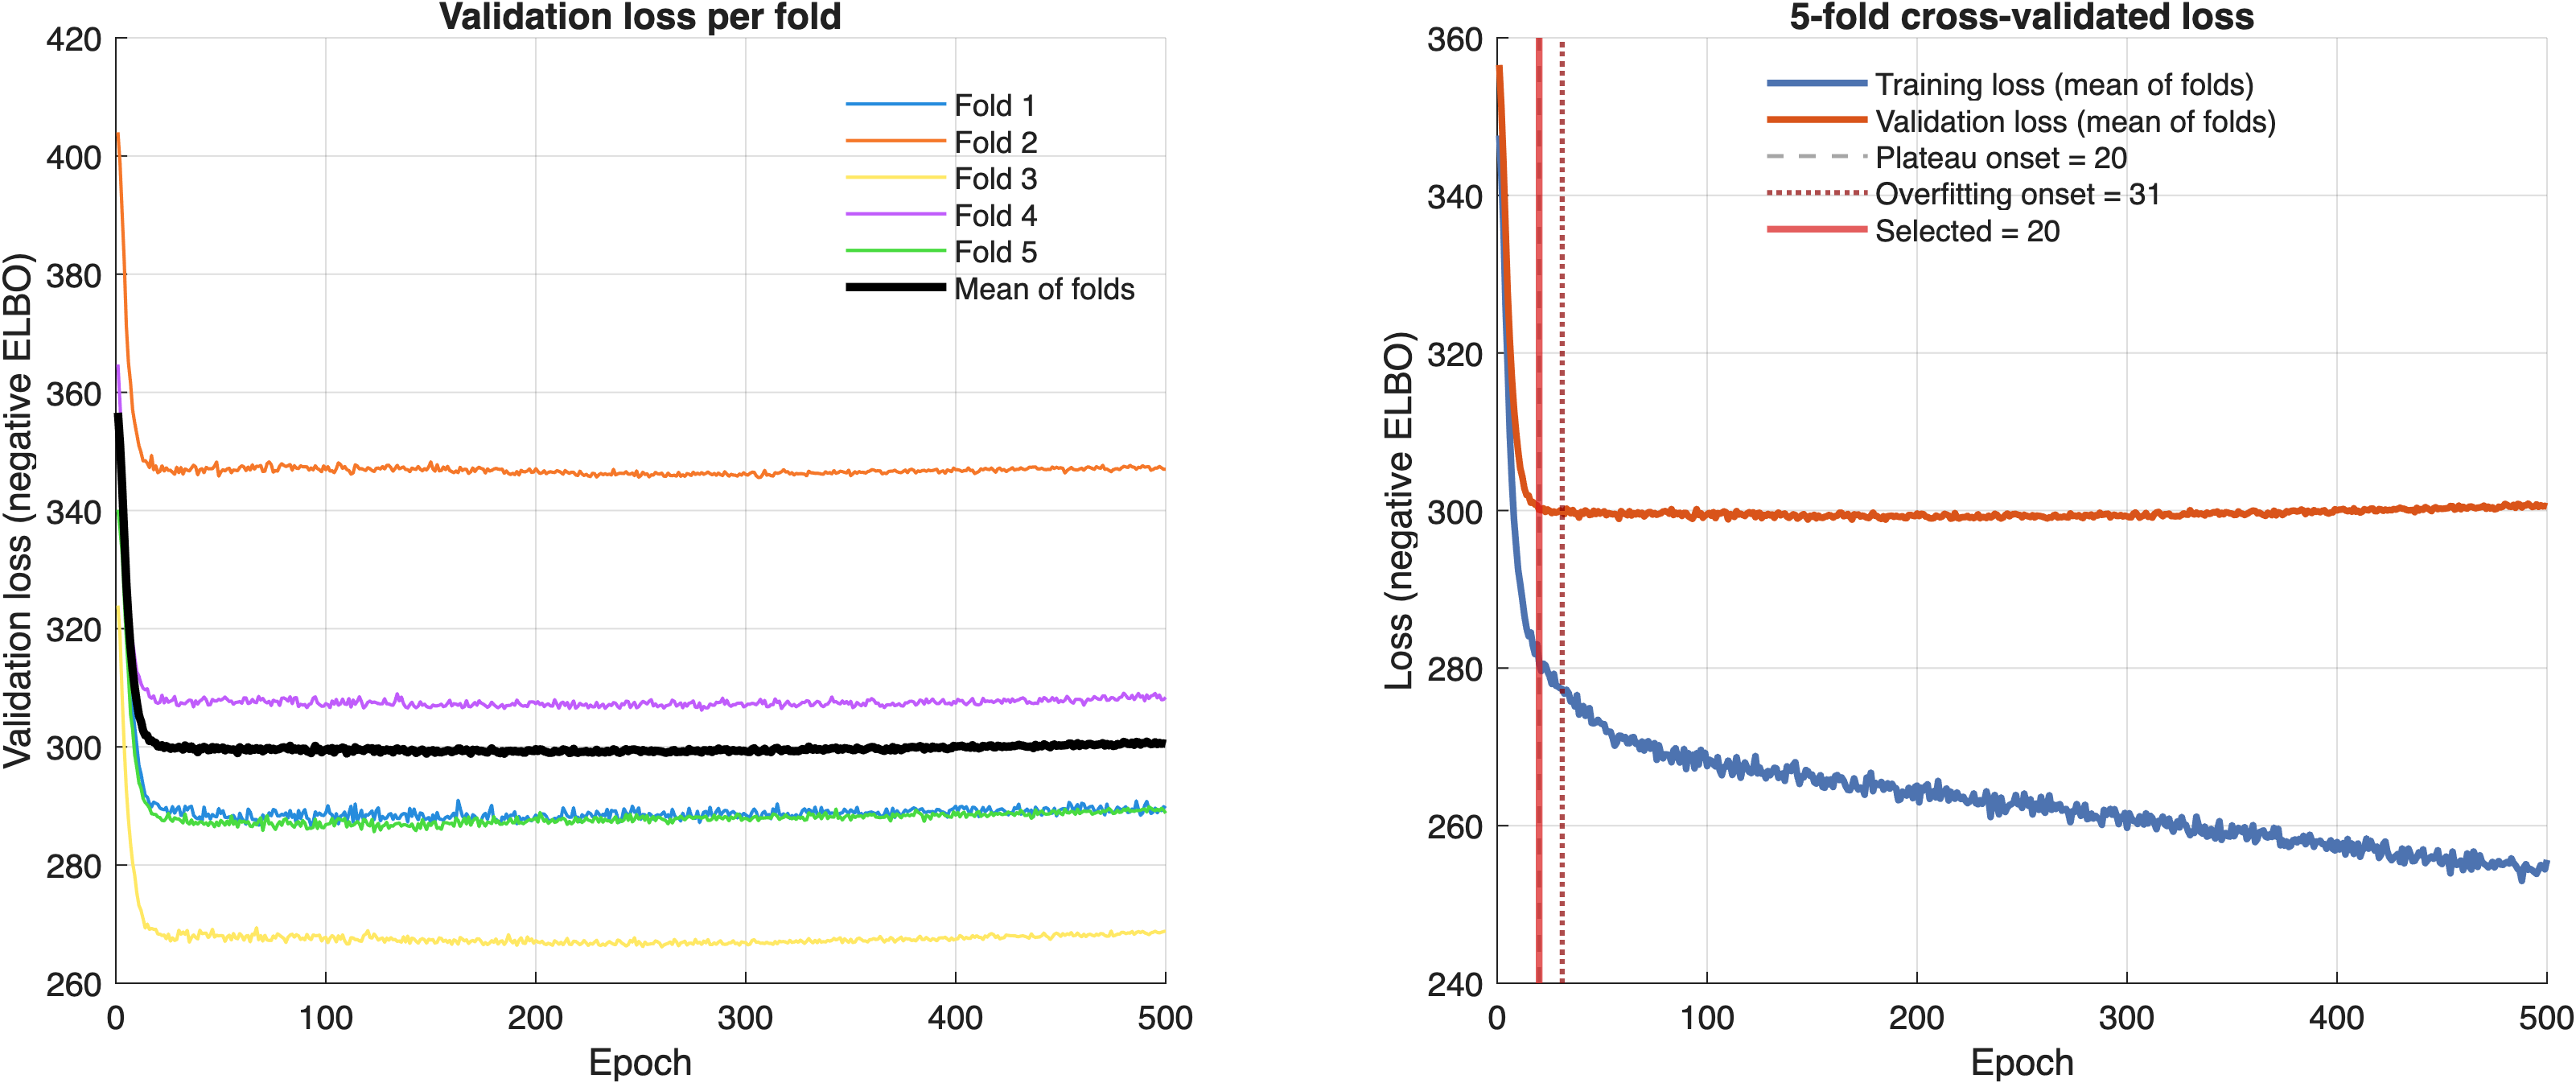 Validation loss per fold
Validation loss (negative ELBO)
420
400
380
360
340
320
300
280
260
0
100
200
300
400
500
Epoch
Fold 1
Fold 2
Fold 3
Fold 4
Fold 5
Mean of folds
5-fold cross-validated loss
Loss (negative ELBO)
360
340
320
300
280
260
240
0
100
200
300
400
500
Epoch
Training loss (mean of folds)
Validation loss (mean of folds)
Plateau onset = 20
Overfitting onset = 31
Selected = 20